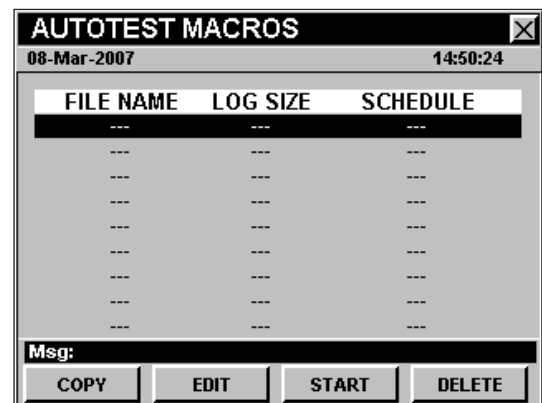 AUTOTEST MACROS
08-Mar-2007 14:50:24
FILE NAME LOG SIZE SCHEDULE
--- --- ---
--- --- ---
--- --- ---
--- --- ---
--- --- ---
--- --- ---
--- --- ---
--- --- ---
--- --- ---
Msg:
COPY EDIT START DELETE